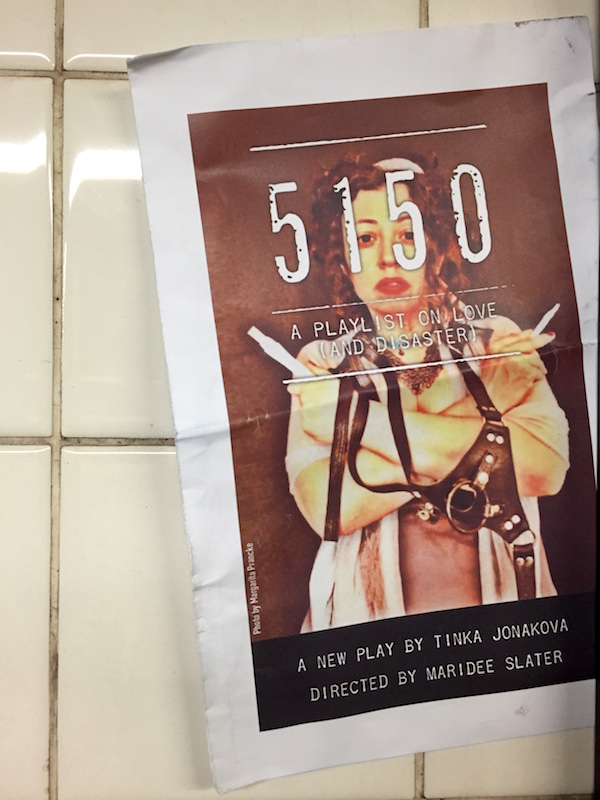 5150
A PLAYLIST ON LOVE
(AND DISASTER)
Photo by Margarita Prancke
A NEW PLAY BY TINKA JONAKOVA
DIRECTED BY MARIDEE SLATER